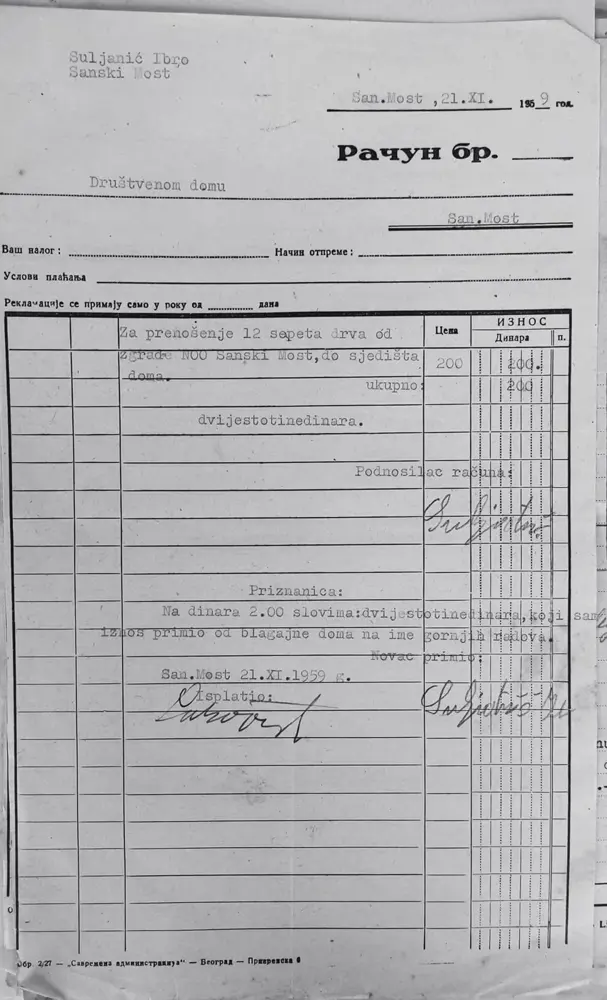 Suljanić Ibro
Sanski Most
San.Most ,21.XI. 1959 год.
Рачун бр.
Društvenom domu
San.Most
Ваш налог:
Начин отпреме:
Услови плаћања
Рекламације се примају само у року од дана
Za prenošenje 12 sepeta drva od
Цена
ИЗНОС
Динара п.
zgrade NOO Sanski Most,do sjedišta
200
200.
doma.
ukupno:
200
dvijestotinedinara.
Podnosilac računa:
Priznanica:
Na dinara 2.00 slovima:dvijestotinedinara,koji sam
iznos primio od blagajne doma na ime gornjih radova.
Novac primio:
San.Most 21.XI.1959 g.
Isplatio:
Обр. 2/27 — „Савремена администрација“ — Београд —